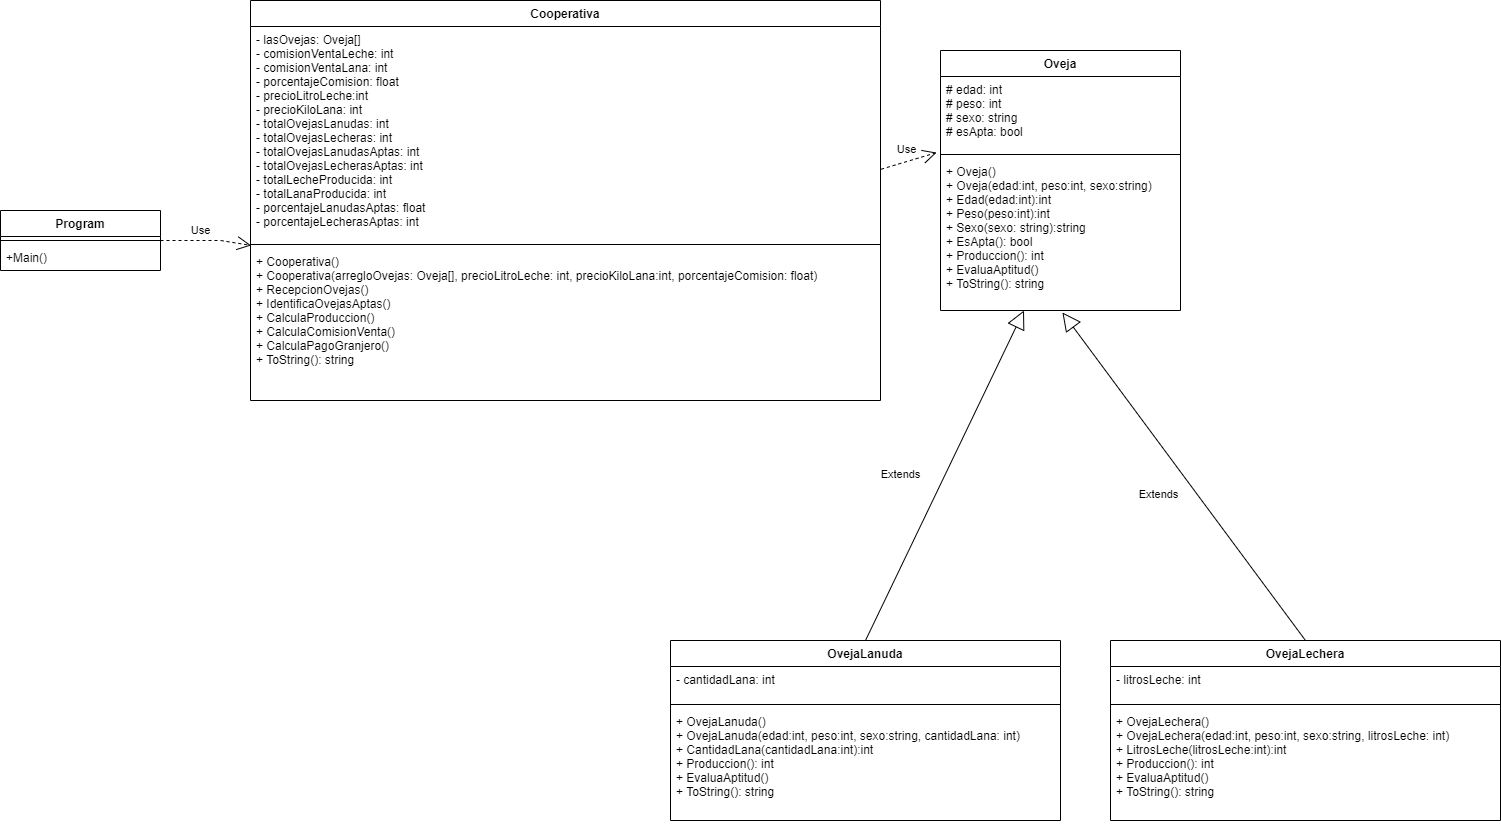 Cooperativa
- lasOvejas: Oveja[]
- comisionVentaLeche: int
- comisionVentaLana: int
- porcentajeComision: float
- precioLitroLeche:int
- precioKiloLana: int
- totalOvejasLanudas: int
- totalOvejasLecheras: int
- totalOvejasLanudasAptas: int
- totalOvejasLecherasAptas: int
- totalLecheProducida: int
- totalLanaProducida: int
- porcentajeLanudasAptas: float
- porcentajeLecherasAptas: int
+ Cooperativa()
+ Cooperativa(arregloOvejas: Oveja[], precioLitroLeche: int, precioKiloLana:int, porcentajeComision: float)
+ RecepcionOvejas()
+ IdentificaOvejasAptas()
+ CalculaProduccion()
+ CalculaComisionVenta()
+ CalculaPagoGranjero()
+ ToString(): string
Program
+Main()
Use
Use
Oveja
# edad: int
# peso: int
# sexo: string
# esApta: bool
+ Oveja()
+ Oveja(edad:int, peso:int, sexo:string)
+ Edad(edad:int):int
+ Peso(peso:int):int
+ Sexo(sexo: string):string
+ EsApta(): bool
+ Produccion(): int
+ EvaluaAptitud()
+ ToString(): string
Extends
Extends
OvejaLanuda
- cantidadLana: int
+ OvejaLanuda()
+ OvejaLanuda(edad:int, peso:int, sexo:string, cantidadLana: int)
+ CantidadLana(cantidadLana:int):int
+ Produccion(): int
+ EvaluaAptitud()
+ ToString(): string
OvejaLechera
- litrosLeche: int
+ OvejaLechera()
+ OvejaLechera(edad:int, peso:int, sexo:string, litrosLeche: int)
+ LitrosLeche(litrosLeche:int):int
+ Produccion(): int
+ EvaluaAptitud()
+ ToString(): string